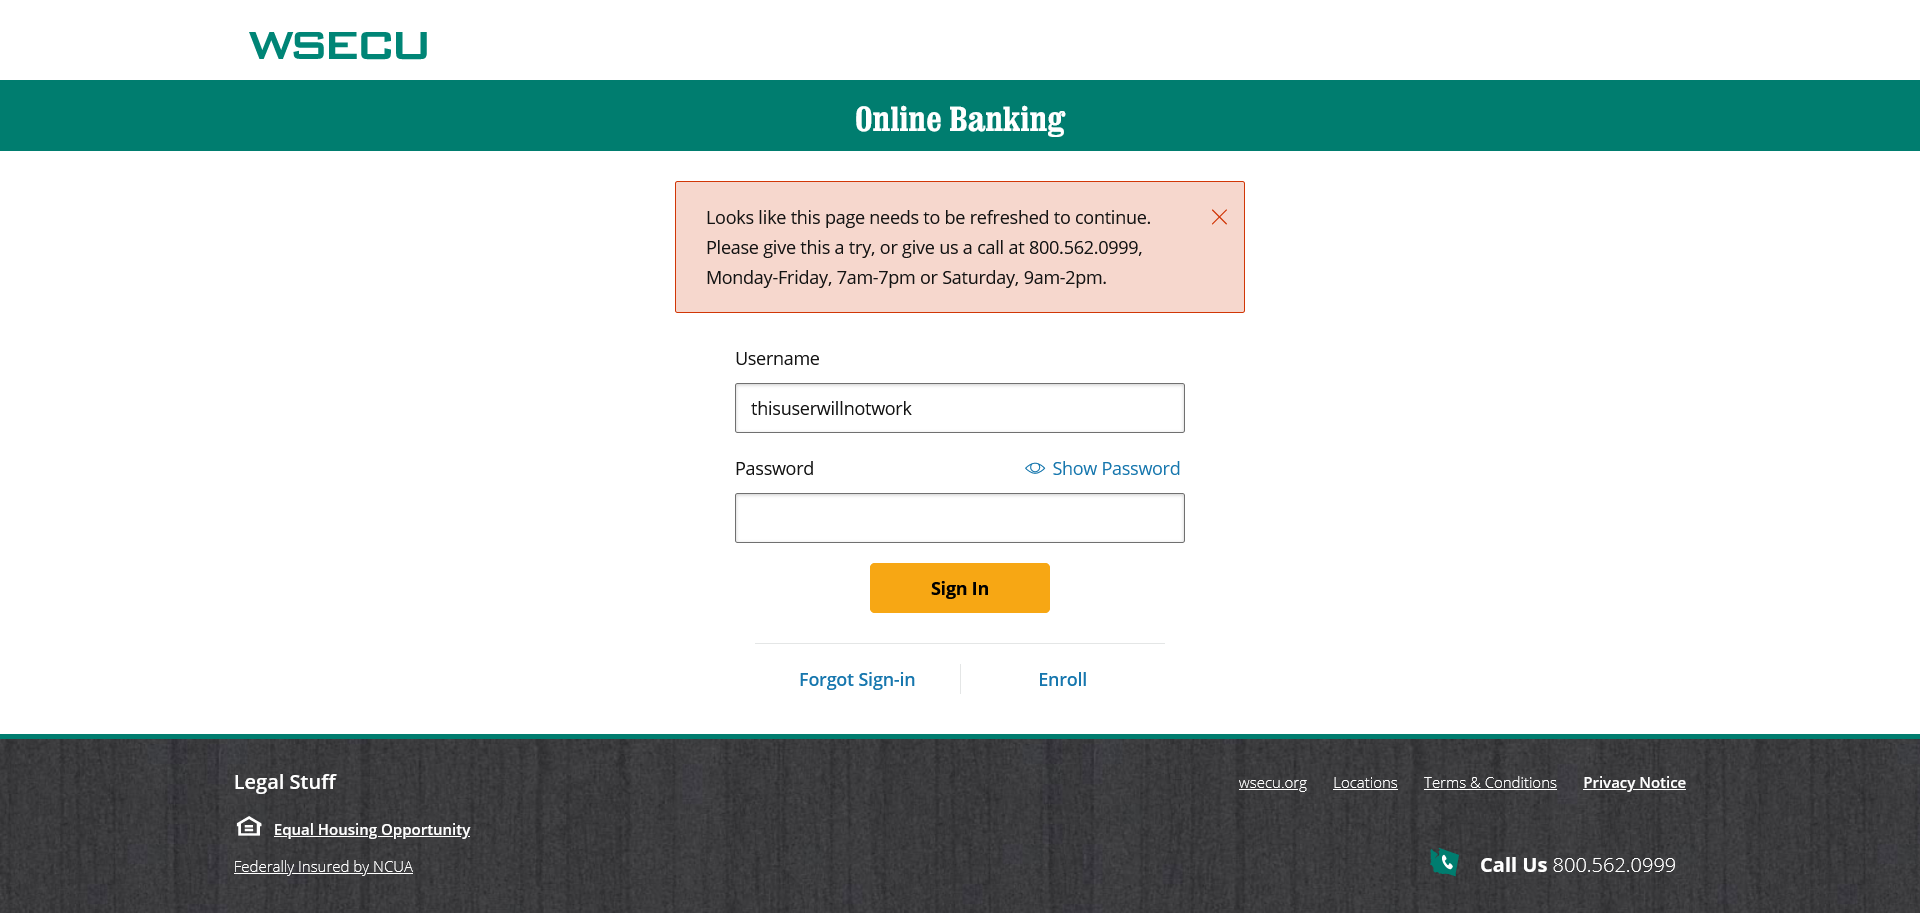 WSECU
Online Banking
Looks like this page needs to be refreshed to continue.
Please give this a try, or give us a call at 800.562.0999,
Monday-Friday, 7am-7pm or Saturday, 9am-2pm.
Username
thisuserwillnotwork
Password
Show Password
Sign In
Forgot Sign-in
Enroll
Legal Stuff
wsecu.org
Locations
Terms & Conditions
Privacy Notice
Equal Housing Opportunity
Federally Insured by NCUA
Call Us 800.562.0999